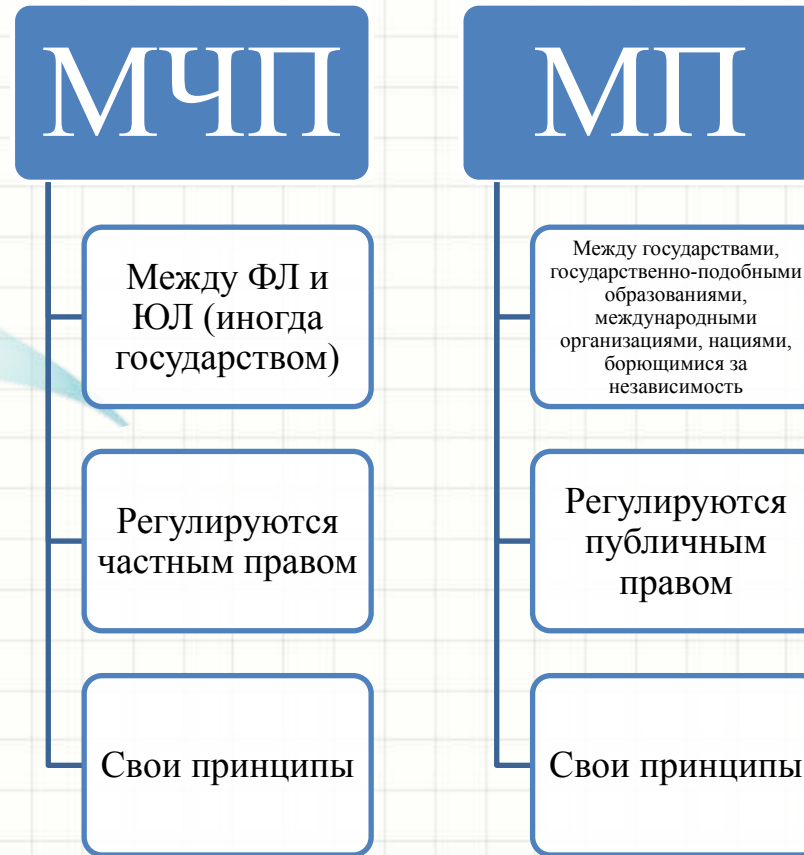 МЧП
Между ФЛ и
ЮЛ (иногда
государством)
Регулируются
частным правом
Свои принципы
МП
Между государствами,
государственно-подобными
образованиями,
международными
организациями, нациями,
борющимися за
независимость
Регулируются
публичным
правом
Свои принципы